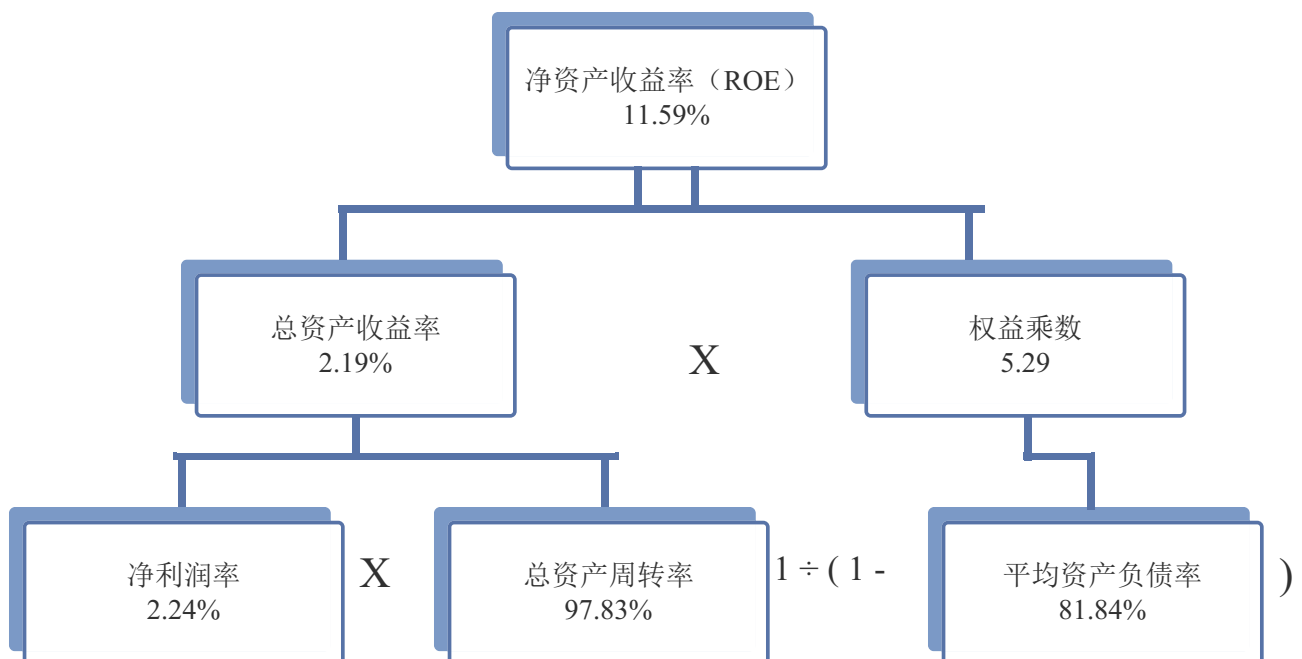 净资产收益率（ROE）
11.59%
总资产收益率
2.19%
X
权益乘数
5.29
净利润率
2.24%
X
总资产周转率
97.83%
1 ÷ ( 1 -
平均资产负债率
81.84%
)